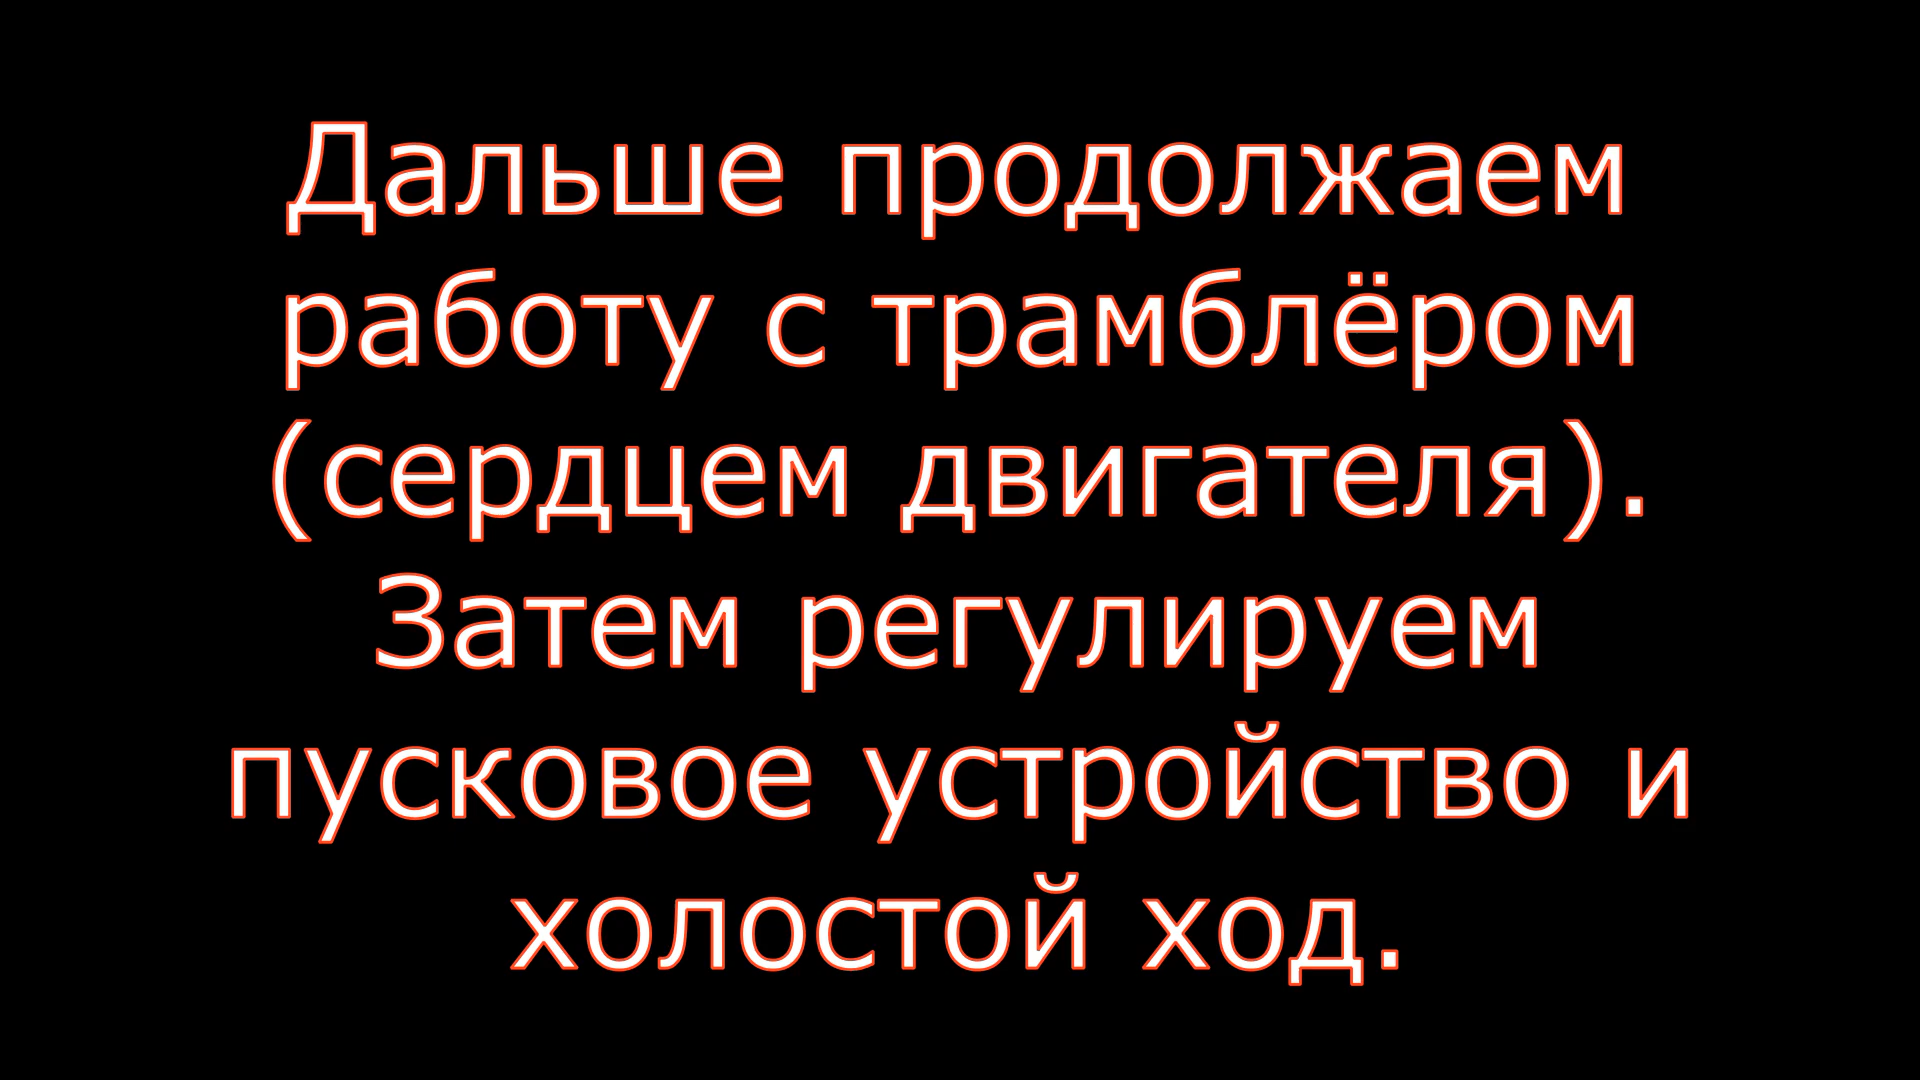 Дальше продолжаем
работу с трамблёром
(сердцем двигателя).
Затем регулируем
пусковое устройство и
холостой ход.